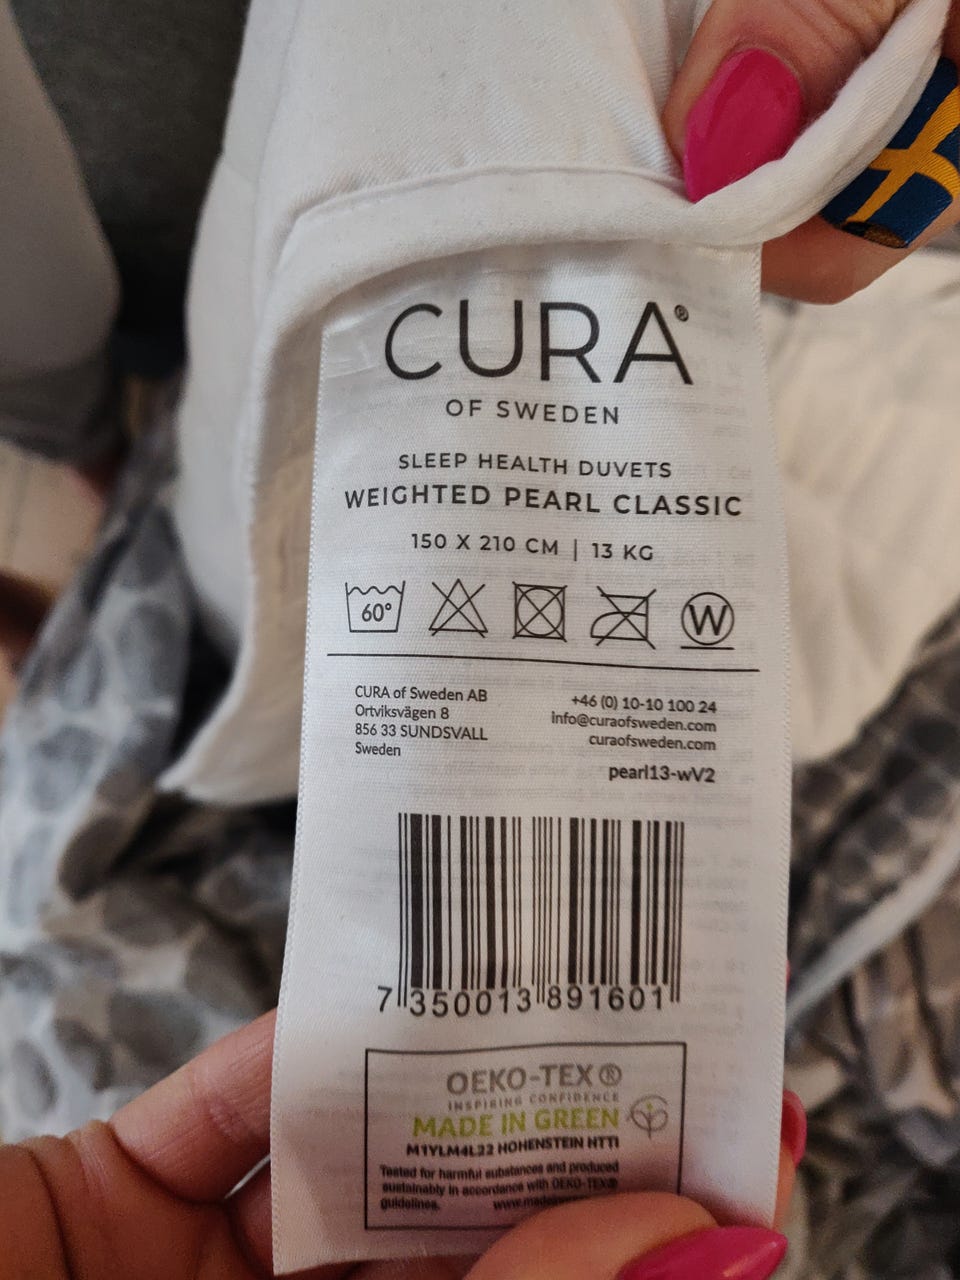 CURA®
OF SWEDEN
SLEEP HEALTH DUVETS
WEIGHTED PEARL CLASSIC
150 X 210 CM | 13 KG
60°
W
CURA of Sweden AB
Ortviksvägen 8
856 33 SUNDSVALL
Sweden
+46 (0) 10-10 100 24
info@curaofsweden.com
curaofsweden.com
pearl13-wV2
7 350013 891601
OEKO-TEX®
INSPIRING CONFIDENCE
MADE IN GREEN
M1YLM4L22 HOHENSTEIN HTTI
Tested for harmful substances and produced
sustainably in accordance with OEKO-TEX®
guidelines.